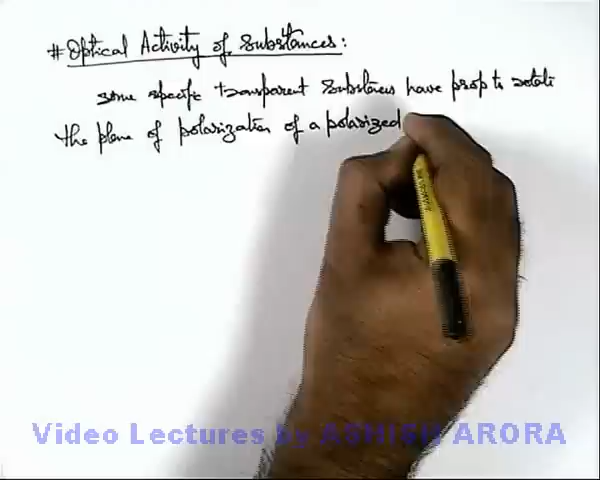 # Optical Activity of Substances:
some specific transparent substances have prop to rotate
the plane of polarization of a polarized
Video Lectures by ASHISH ARORA